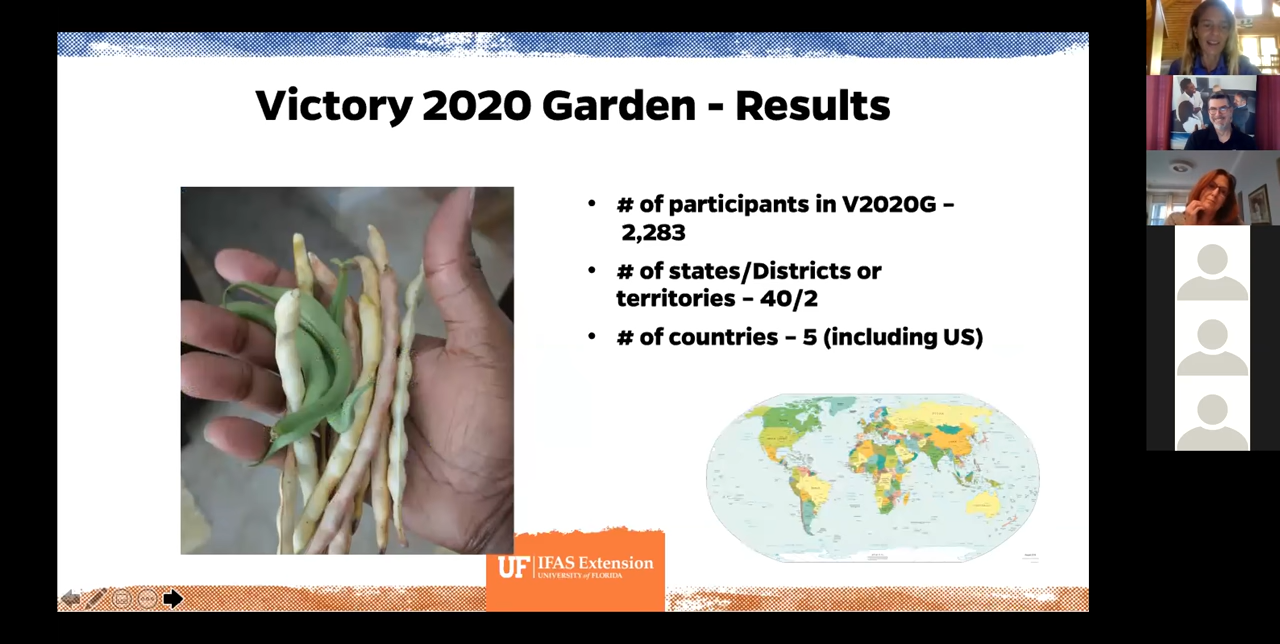 Victory 2020 Garden - Results
• # of participants in V2020G –
2,283
• # of states/Districts or
territories – 40/2
• # of countries – 5 (including US)
UF IFAS Extension
UNIVERSITY of FLORIDA